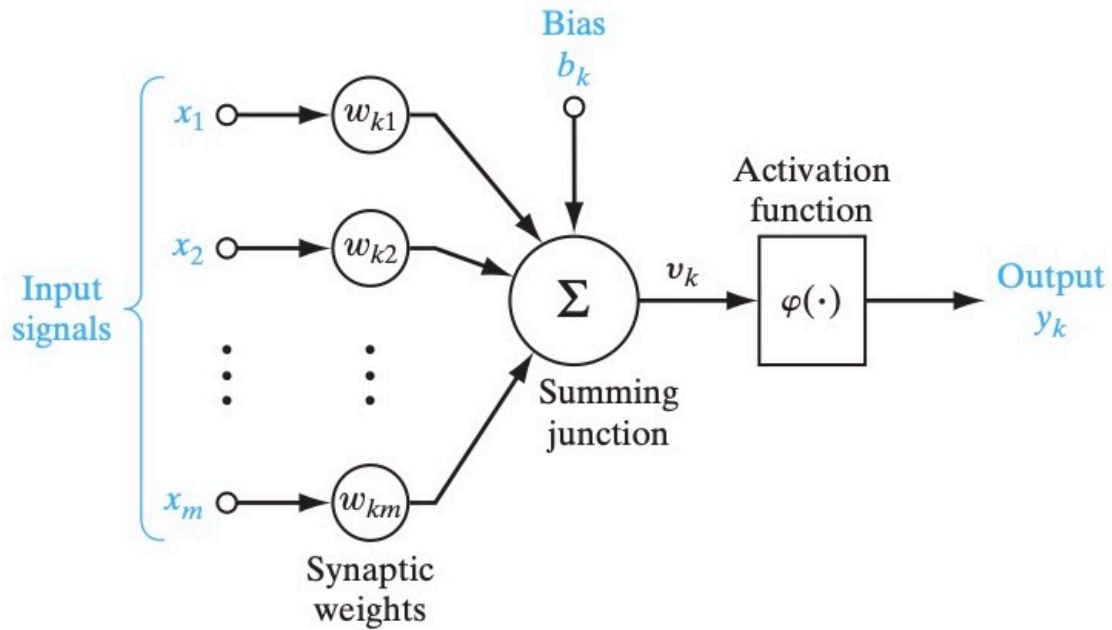 Bias
b_k
x_1
w_k1
Activation
function
x_2
w_k2
Input
signals
Σ
v_k
φ(·)
Output
y_k
Summing
junction
x_m
w_km
Synaptic
weights